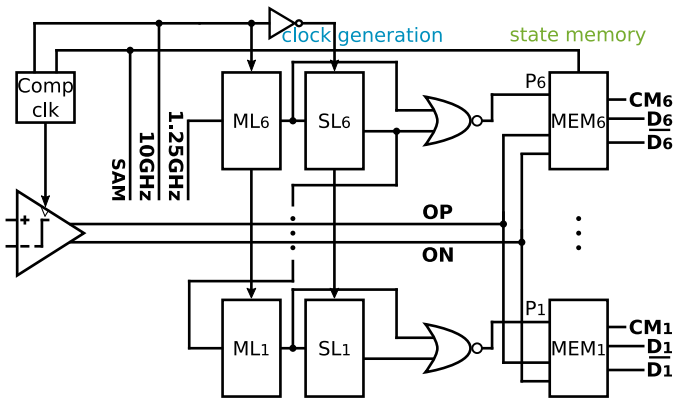 clock generation
state memory
Comp
clk
SAM
10GHz
1.25GHz
ML6
SL6
P6
MEM6
CM6
D6
D6
+
OP
ON
ML1
SL1
P1
MEM1
CM1
D1
D1